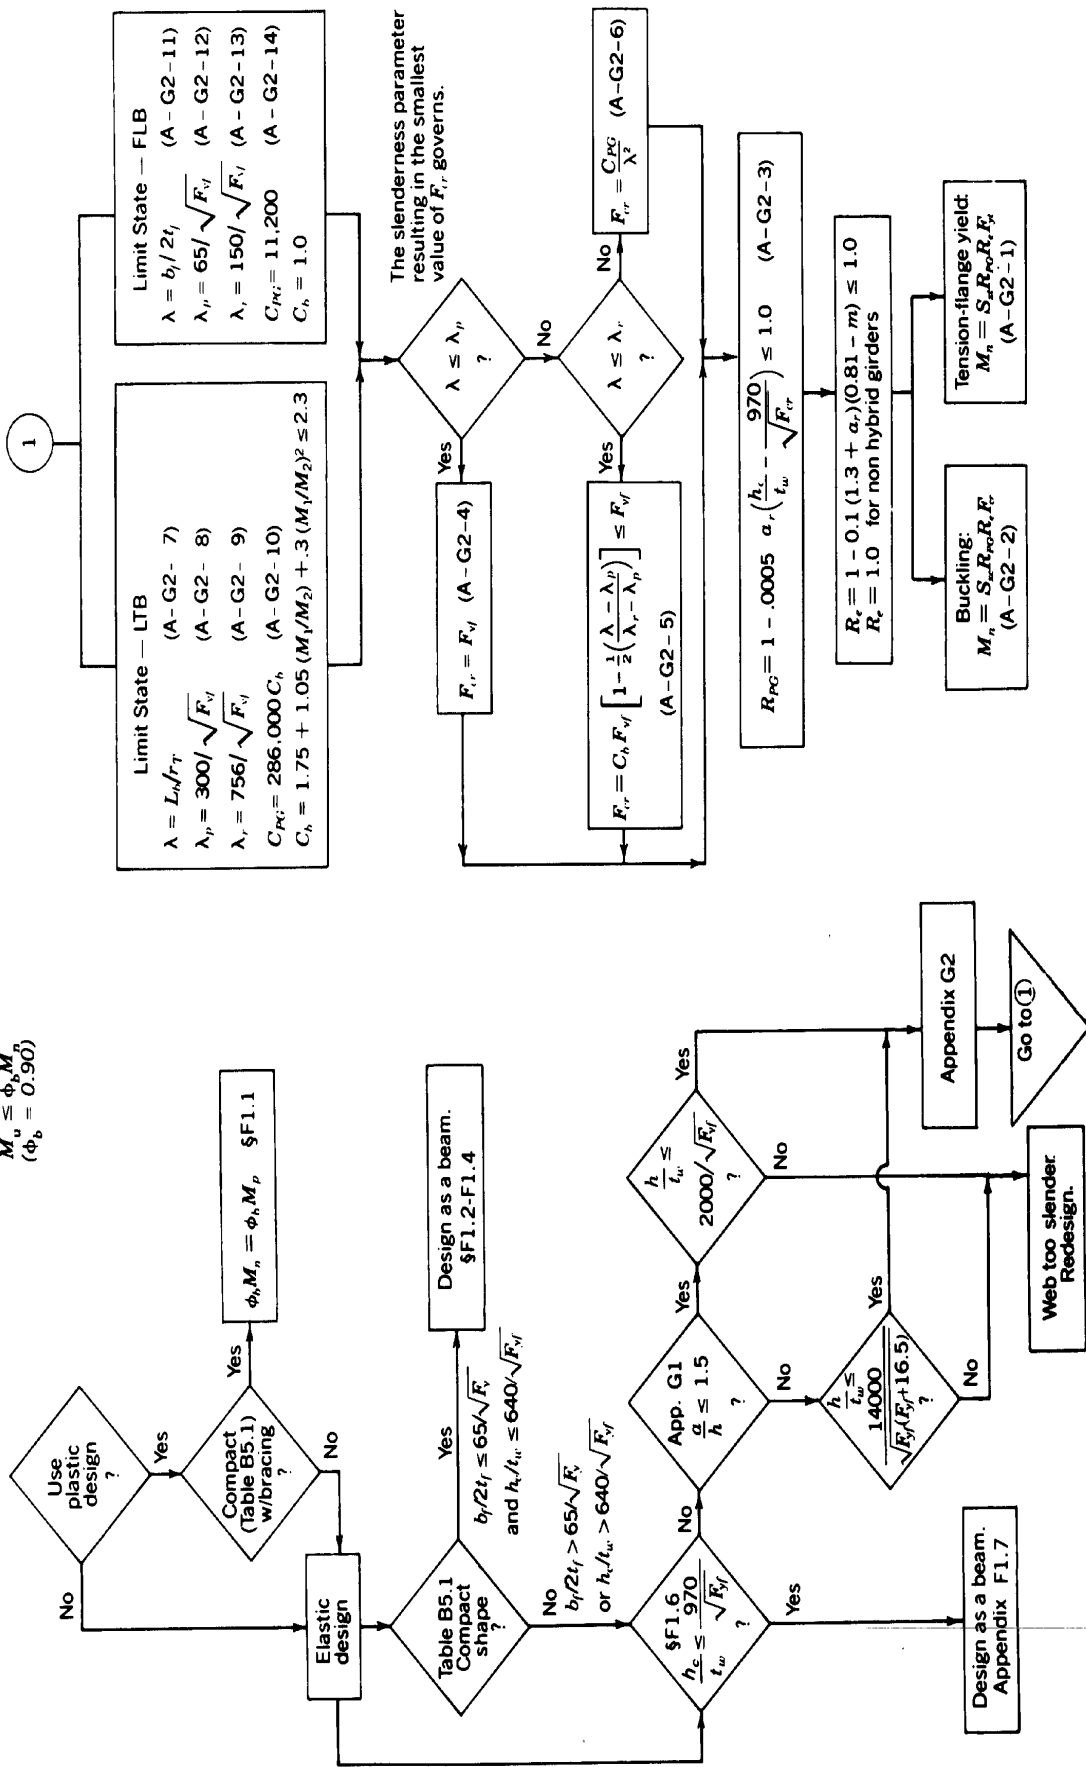 M_u ≤ ϕ_b M_n
(ϕ_b = 0.90)
Use
plastic
design
?
No
Yes
Compact
(Table B5.1)
w/bracing
?
Yes
ϕ_b M_n = ϕ_b M_p §F1.1
No
Elastic
design
Table B5.1
Compact
shape
?
Yes
b_f/2t_f ≤ 65/√F_y
and h_c/t_w ≤ 640/√F_yf
Design as a beam.
§F1.2-F1.4
No
b_f/2t_f > 65/√F_y
or h_c/t_w > 640/√F_yf
§F1.6
h_c/t_w ≤ 970/√F_yf
?
Yes
Design as a beam.
Appendix F1.7
No
App. G1
a/h ≤ 1.5
?
Yes
h/t_w ≤
2000/√F_yf
?
Yes
No
No
h/t_w ≤
14000/√F_yf(F_yf+16.5)
?
Yes
No
Web too slender.
Redesign.
Appendix G2
Go to ①
1
Limit State — LTB
λ = L_b/r_T (A-G2- 7)
λ_p = 300/√F_yf (A-G2- 8)
λ_r = 756/√F_yf (A-G2- 9)
C_PG = 286,000 C_b (A-G2-10)
C_b = 1.75 + 1.05 (M_1/M_2) + .3 (M_1/M_2)² ≤ 2.3
Limit State — FLB
λ = b_f/2t_f (A-G2-11)
λ_p = 65/√F_yf (A-G2-12)
λ_r = 150/√F_yf (A-G2-13)
C_PG = 11,200 (A-G2-14)
C_b = 1.0
The slenderness parameter
resulting in the smallest
value of F_cr governs.
λ ≤ λ_p
?
Yes
F_cr = F_yf (A-G2-4)
No
λ ≤ λ_r
?
Yes
F_cr = C_b F_yf [1-½(λ - λ_p/λ_r - λ_p)] ≤ F_yf
(A-G2-5)
No
F_cr = C_PG/λ² (A-G2-6)
R_PG = 1 - .0005 a_r(h_c/t_w - 970/√F_cr) ≤ 1.0 (A-G2-3)
R_e = 1 - 0.1 (1.3 + a_r)(0.81 - m) ≤ 1.0
R_e = 1.0 for non hybrid girders
Buckling:
M_n = S_xc R_PG R_e F_cr
(A-G2-2)
Tension-flange yield:
M_n = S_xt R_PG R_e F_yt
(A-G2-1)